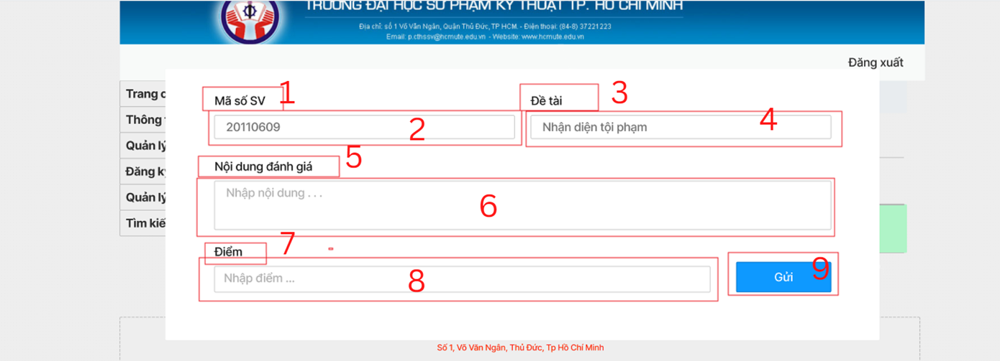 TRƯỜNG ĐẠI HỌC SƯ PHẠM KỸ THUẬT TP. HỒ CHÍ MINH
Địa chỉ: số 1 Võ Văn Ngân, Quận Thủ Đức, TP HCM. - Điện thoại: (84-8) 37221223
Email: p.cthssv@hcmute.edu.vn - Website: www.hcmute.edu.vn
Đăng xuất
Trang
Thông
Quản lý
Đăng ký
Quản lý
Tìm
Mã số SV 1
Đề tài 3
20110609 2
Nhận diện tội phạm 4
Nội dung đánh giá 5
Nhập nội dung . . . 6
Điểm 7
Nhập điểm ... 8
Gửi 9
Số 1, Võ Văn Ngân, Thủ Đức, Tp Hồ Chí Minh